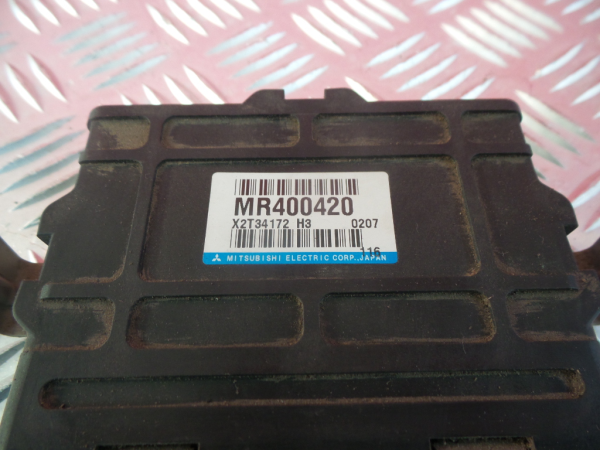 MR400420
X2T34172 H3 0207
116
MITSUBISHI ELECTRIC CORP.,JAPAN